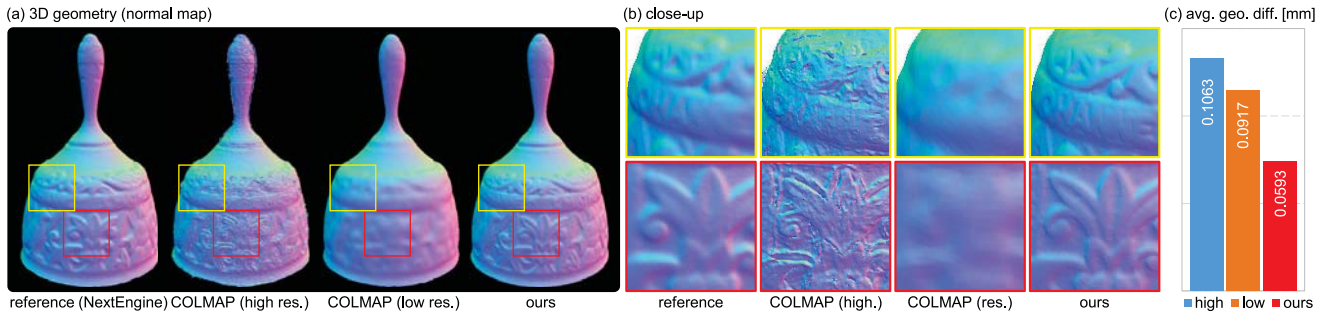 (a) 3D geometry (normal map)
(b) close-up
(c) avg. geo. diff. [mm]
reference (NextEngine)
COLMAP (high res.)
COLMAP (low res.)
ours
reference
COLMAP (high.)
COLMAP (res.)
ours
0.1063
0.0917
0.0593
high
low
ours